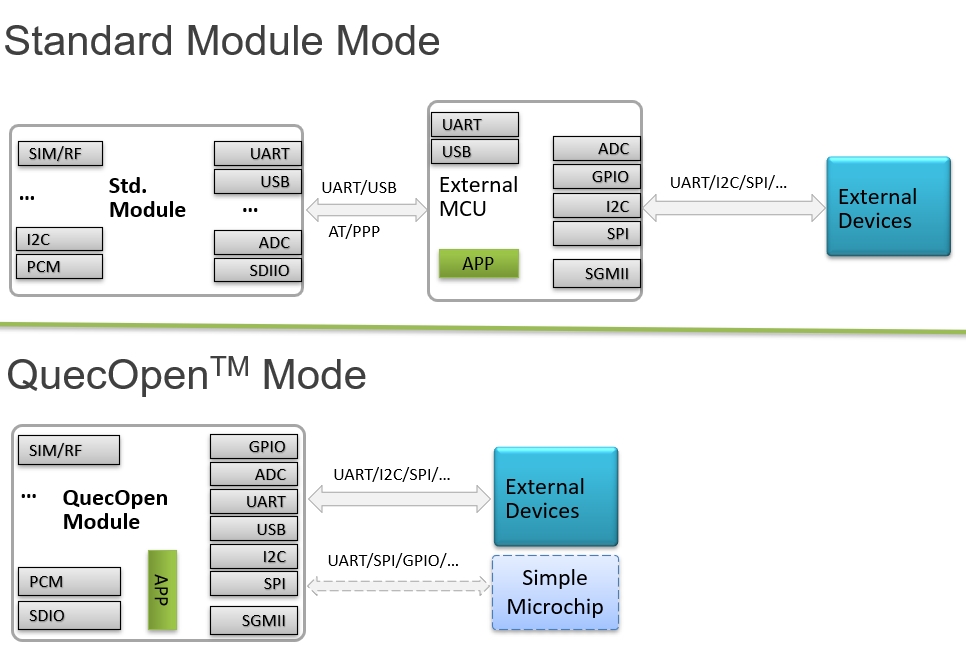 Standard Module Mode
SIM/RF
...
Std.
Module
I2C
PCM
UART
USB
...
ADC
SDIIO
UART/USB
AT/PPP
UART
USB
External
MCU
APP
ADC
GPIO
I2C
SPI
SGMII
UART/I2C/SPI/...
External
Devices
QuecOpen™ Mode
SIM/RF
...
QuecOpen
Module
PCM
SDIO
APP
GPIO
ADC
UART
USB
I2C
SPI
SGMII
UART/I2C/SPI/...
External
Devices
UART/SPI/GPIO/...
Simple
Microchip